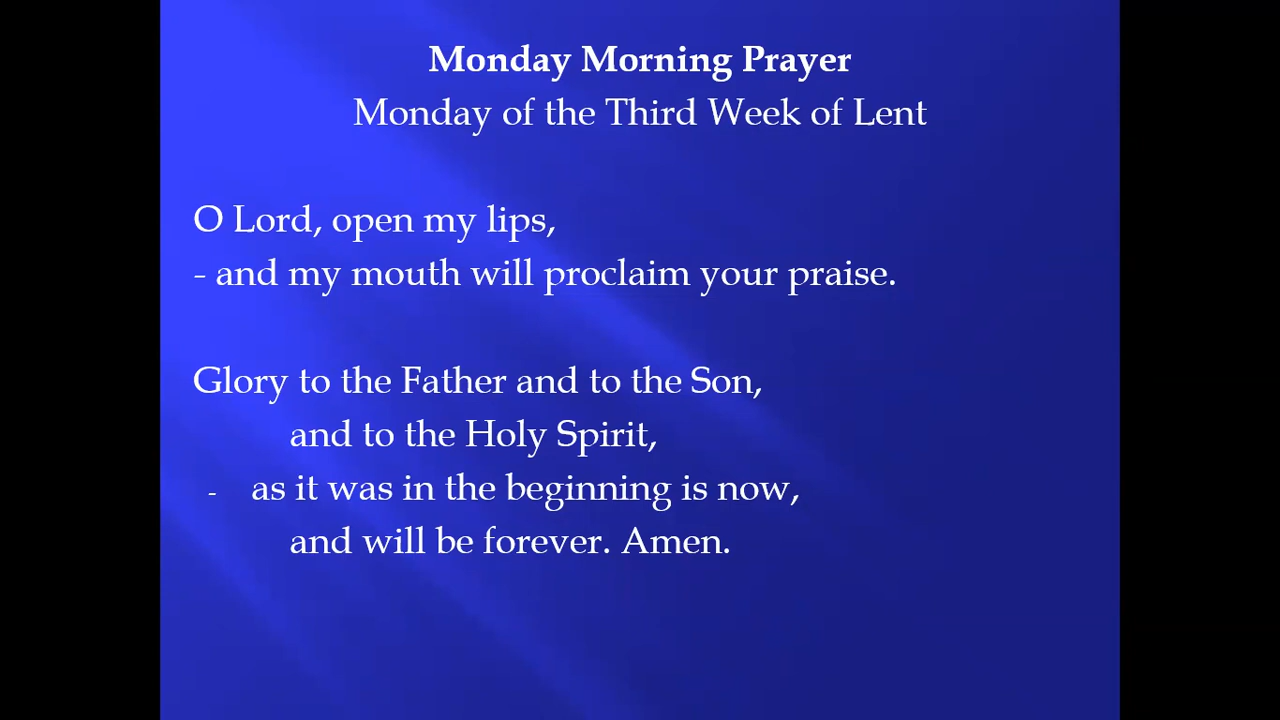 Monday Morning Prayer
Monday of the Third Week of Lent
O Lord, open my lips,
- and my mouth will proclaim your praise.
Glory to the Father and to the Son,
and to the Holy Spirit,
- as it was in the beginning is now,
and will be forever. Amen.